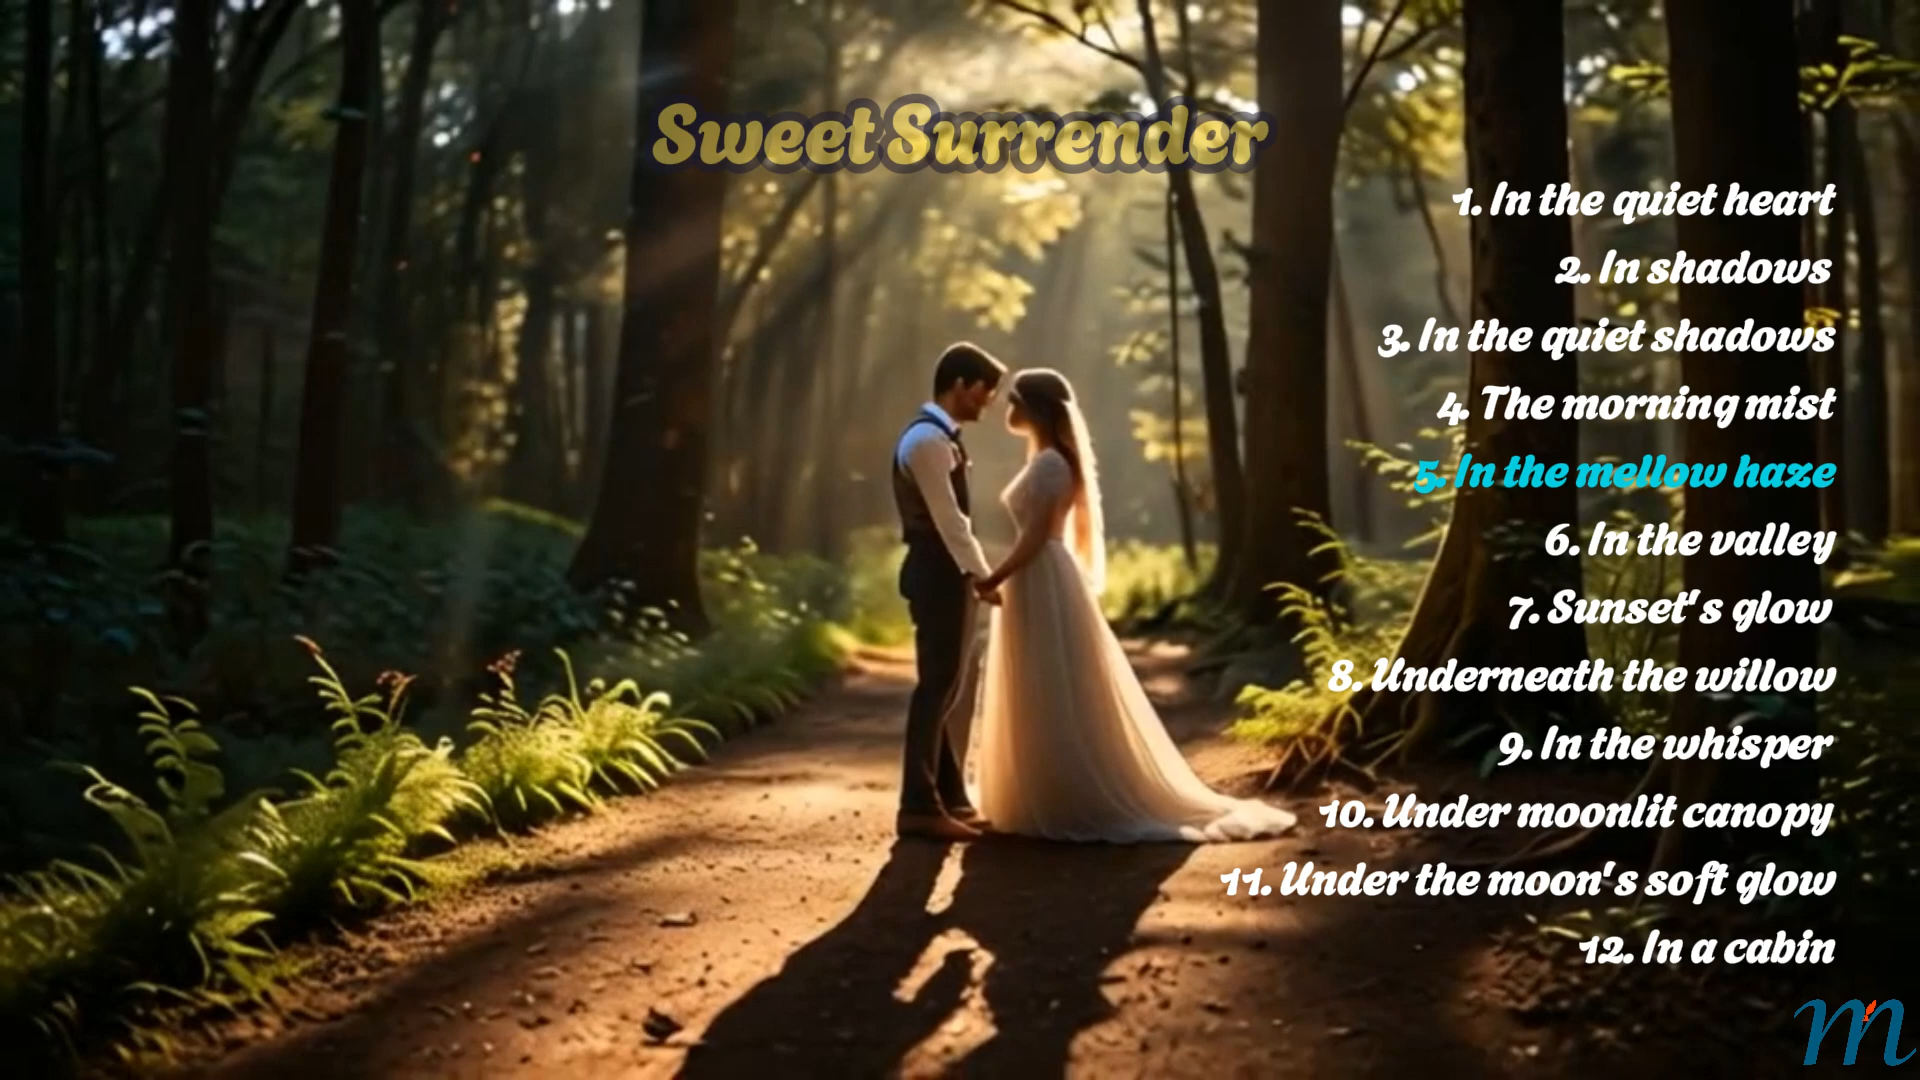 Sweet Surrender
1. In the quiet heart
2. In shadows
3. In the quiet shadows
4. The morning mist
5. In the mellow haze
6. In the valley
7. Sunset's glow
8. Underneath the willow
9. In the whisper
10. Under moonlit canopy
11. Under the moon's soft glow
12. In a cabin
m